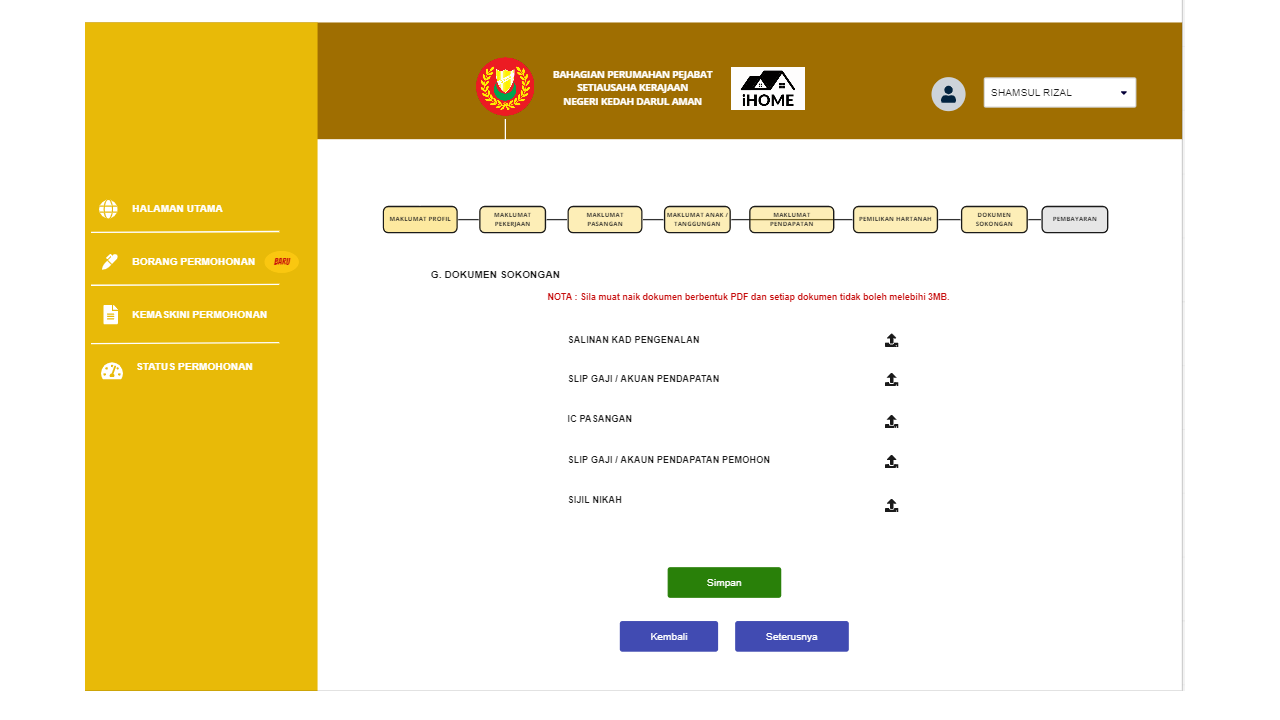 BAHAGIAN PERUMAHAN PEJABAT
SETIAUSAHA KERAJAAN
NEGERI KEDAH DARUL AMAN
iHOME
SHAMSUL RIZAL
HALAMAN UTAMA
BORANG PERMOHONAN BARU
KEMASKINI PERMOHONAN
STATUS PERMOHONAN
MAKLUMAT PROFIL
MAKLUMAT
PEKERJAAN
MAKLUMAT
PASANGAN
MAKLUMAT ANAK /
TANGGUNGAN
MAKLUMAT
PENDAPATAN
PEMILIKAN HARTANAH
DOKUMEN
SOKONGAN
PEMBAYARAN
G. DOKUMEN SOKONGAN
NOTA : Sila muat naik dokumen berbentuk PDF dan setiap dokumen tidak boleh melebihi 3MB.
SALINAN KAD PENGENALAN
SLIP GAJI / AKUAN PENDAPATAN
IC PASANGAN
SLIP GAJI / AKAUN PENDAPATAN PEMOHON
SIJIL NIKAH
Simpan
Kembali
Seterusnya